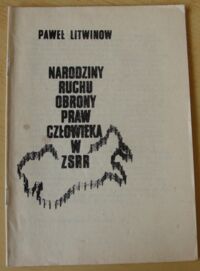 PAWEŁ LITWINOW
NARODZINY
RUCHU
OBRONY
PRAW
CZŁOWIEKA
W
ZSRR